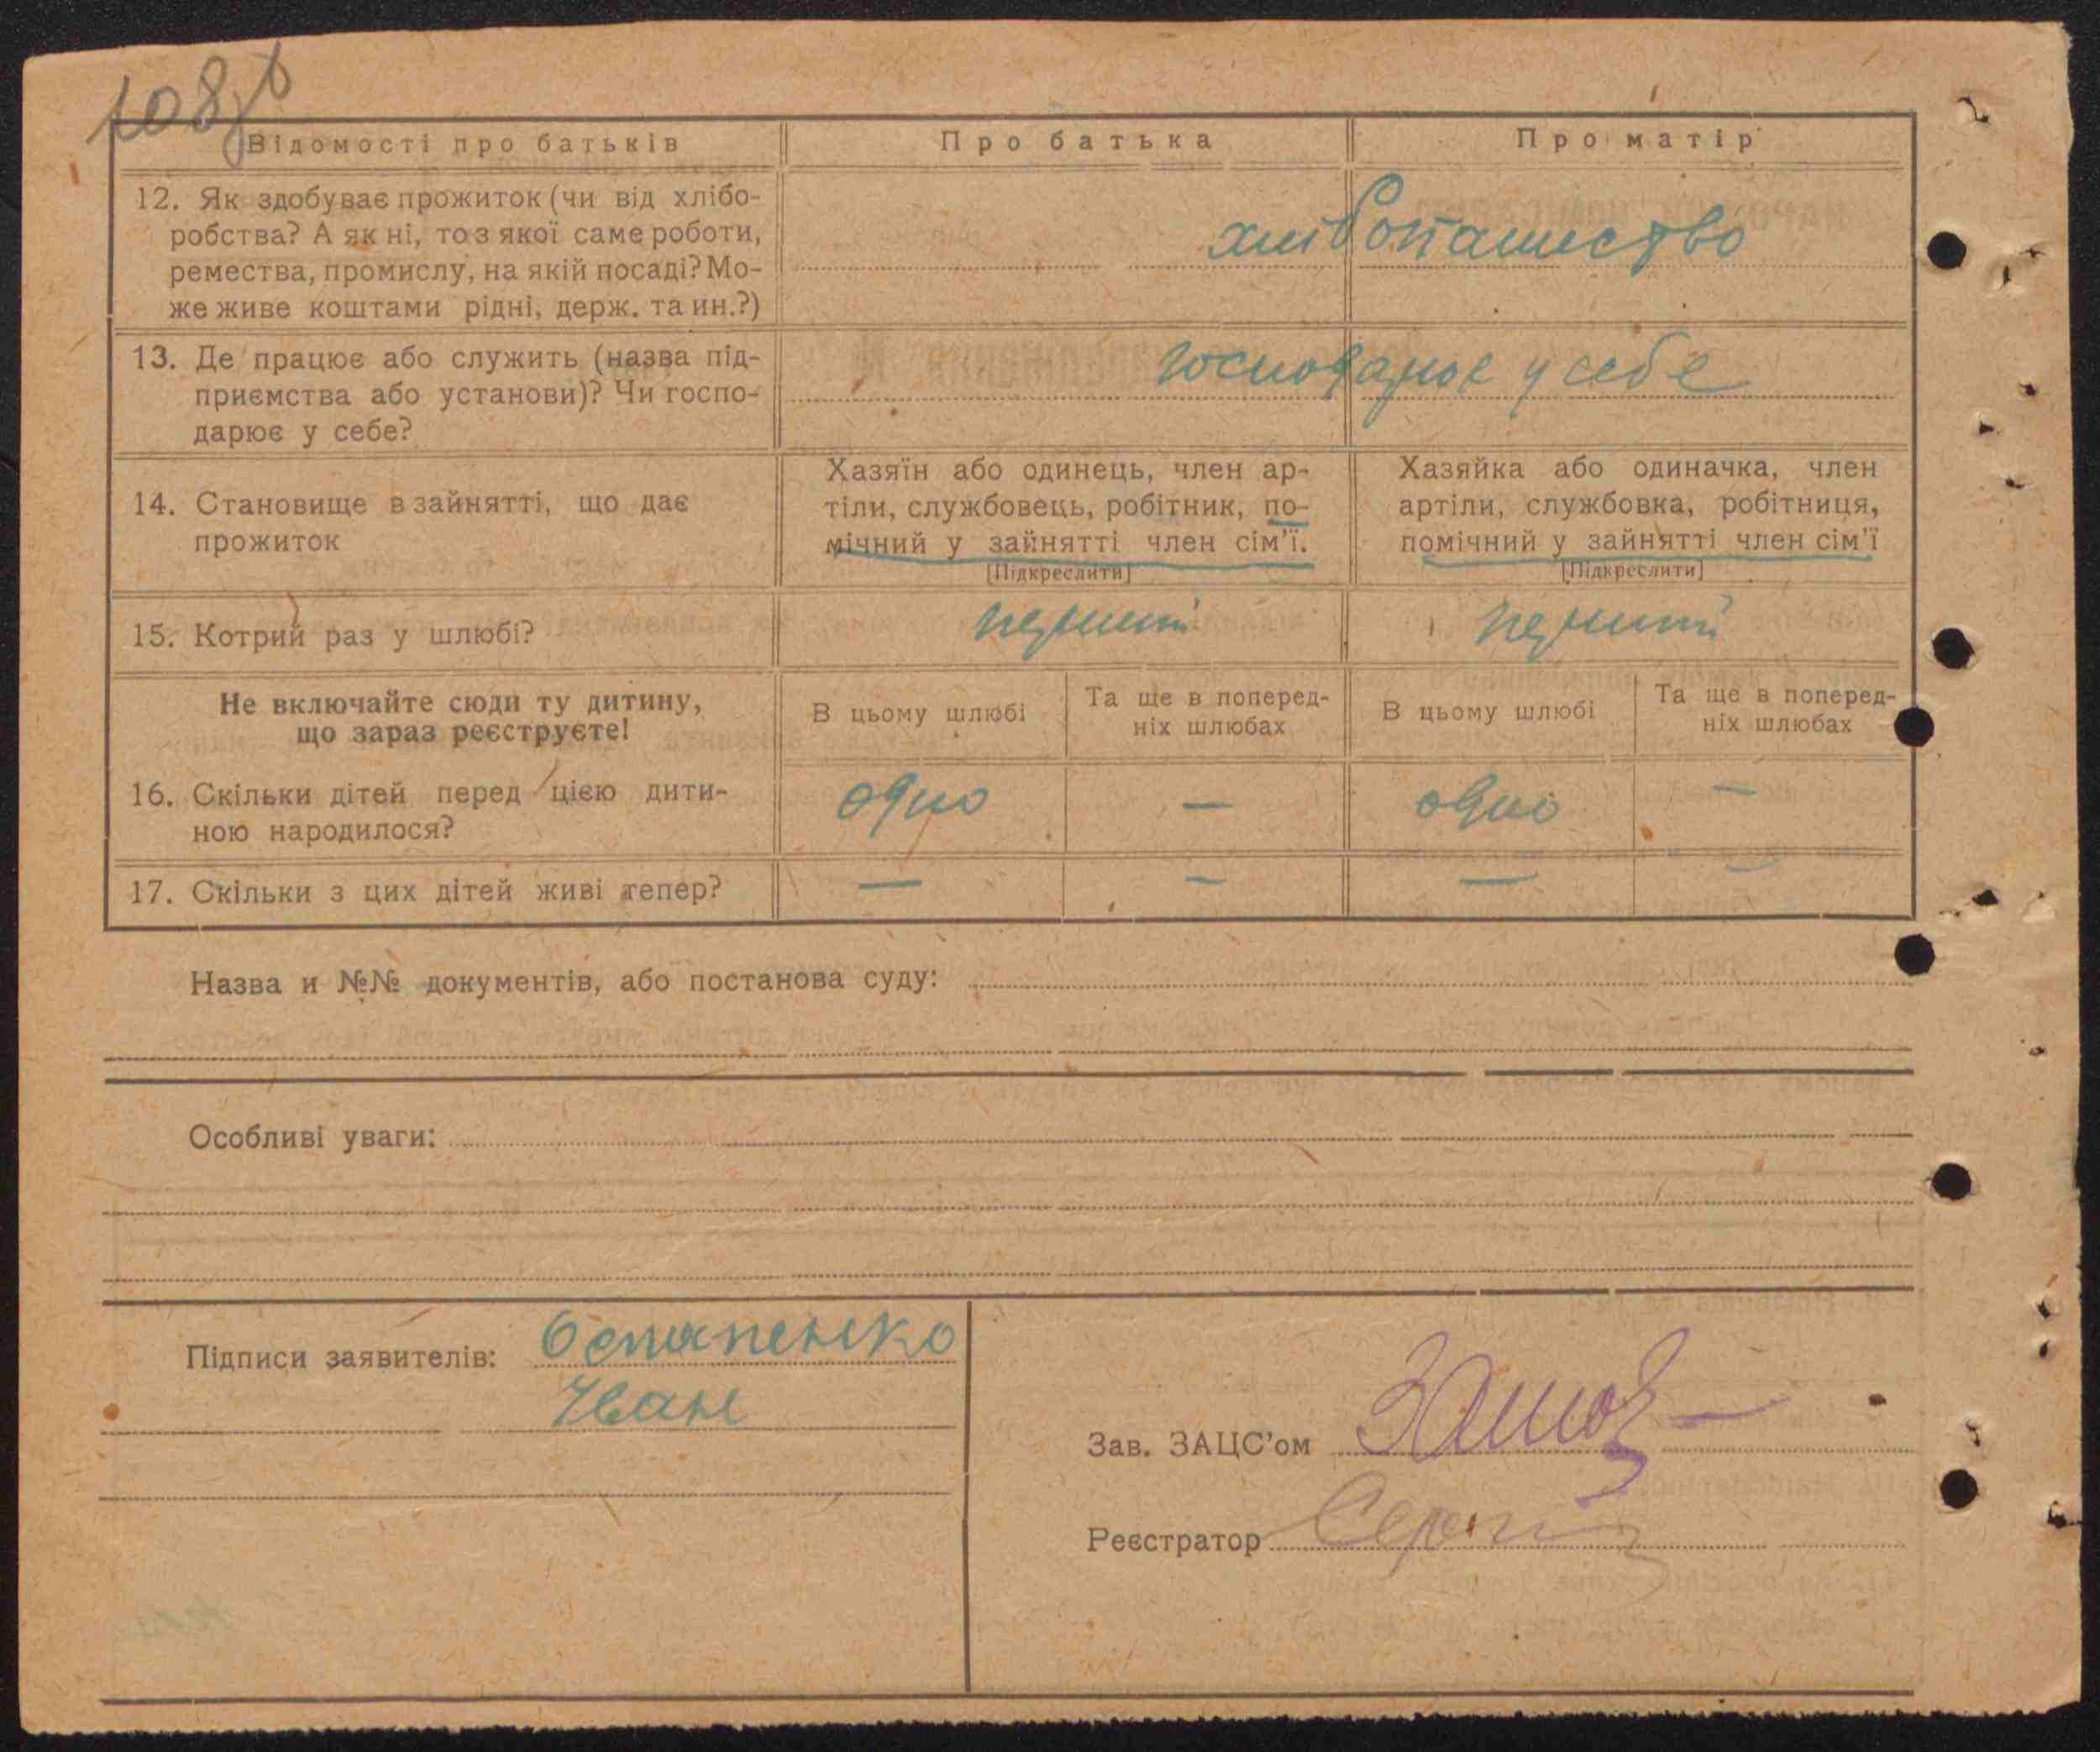 Відомості про батьків
Про батька
Про матір
12. Як здобуває прожиток (чи від хлібо-
робства? А як ні, то з якої саме роботи,
ремества, промислу, на якій посаді? Мо-
же живе коштами рідні, держ. та ин.?)
хлібопашество
13. Де працює або служить (назва під-
приємства або установи)? Чи госпо-
дарює у себе?
господарює у себе
14. Становище в зайнятті, що дає
прожиток
Хазяїн або одинець, член ар-
тіли, службовець, робітник, по-
мічний у зайнятті член сім'ї.
[Підкреслити]
Хазяйка або одиначка, член
артіли, службовка, робітниця,
помічний у зайнятті член сім'ї
[Підкреслити]
15. Котрий раз у шлюбі?
перший
перший
Не включайте сюди ту дитину,
що зараз реєструєте!
В цьому шлюбі
Та ще в поперед-
ніх шлюбах
В цьому шлюбі
Та ще в поперед-
ніх шлюбах
16. Скільки дітей перед цією дити-
ною народилося?
одно
—
одно
—
17. Скільки з цих дітей живі тепер?
—
—
—
—
Назва и №№ документів, або постанова суду:
Особливі уваги:
Підписи заявителів: Остапенко
Іван
Зав. ЗАЦС'ом
Реєстратор